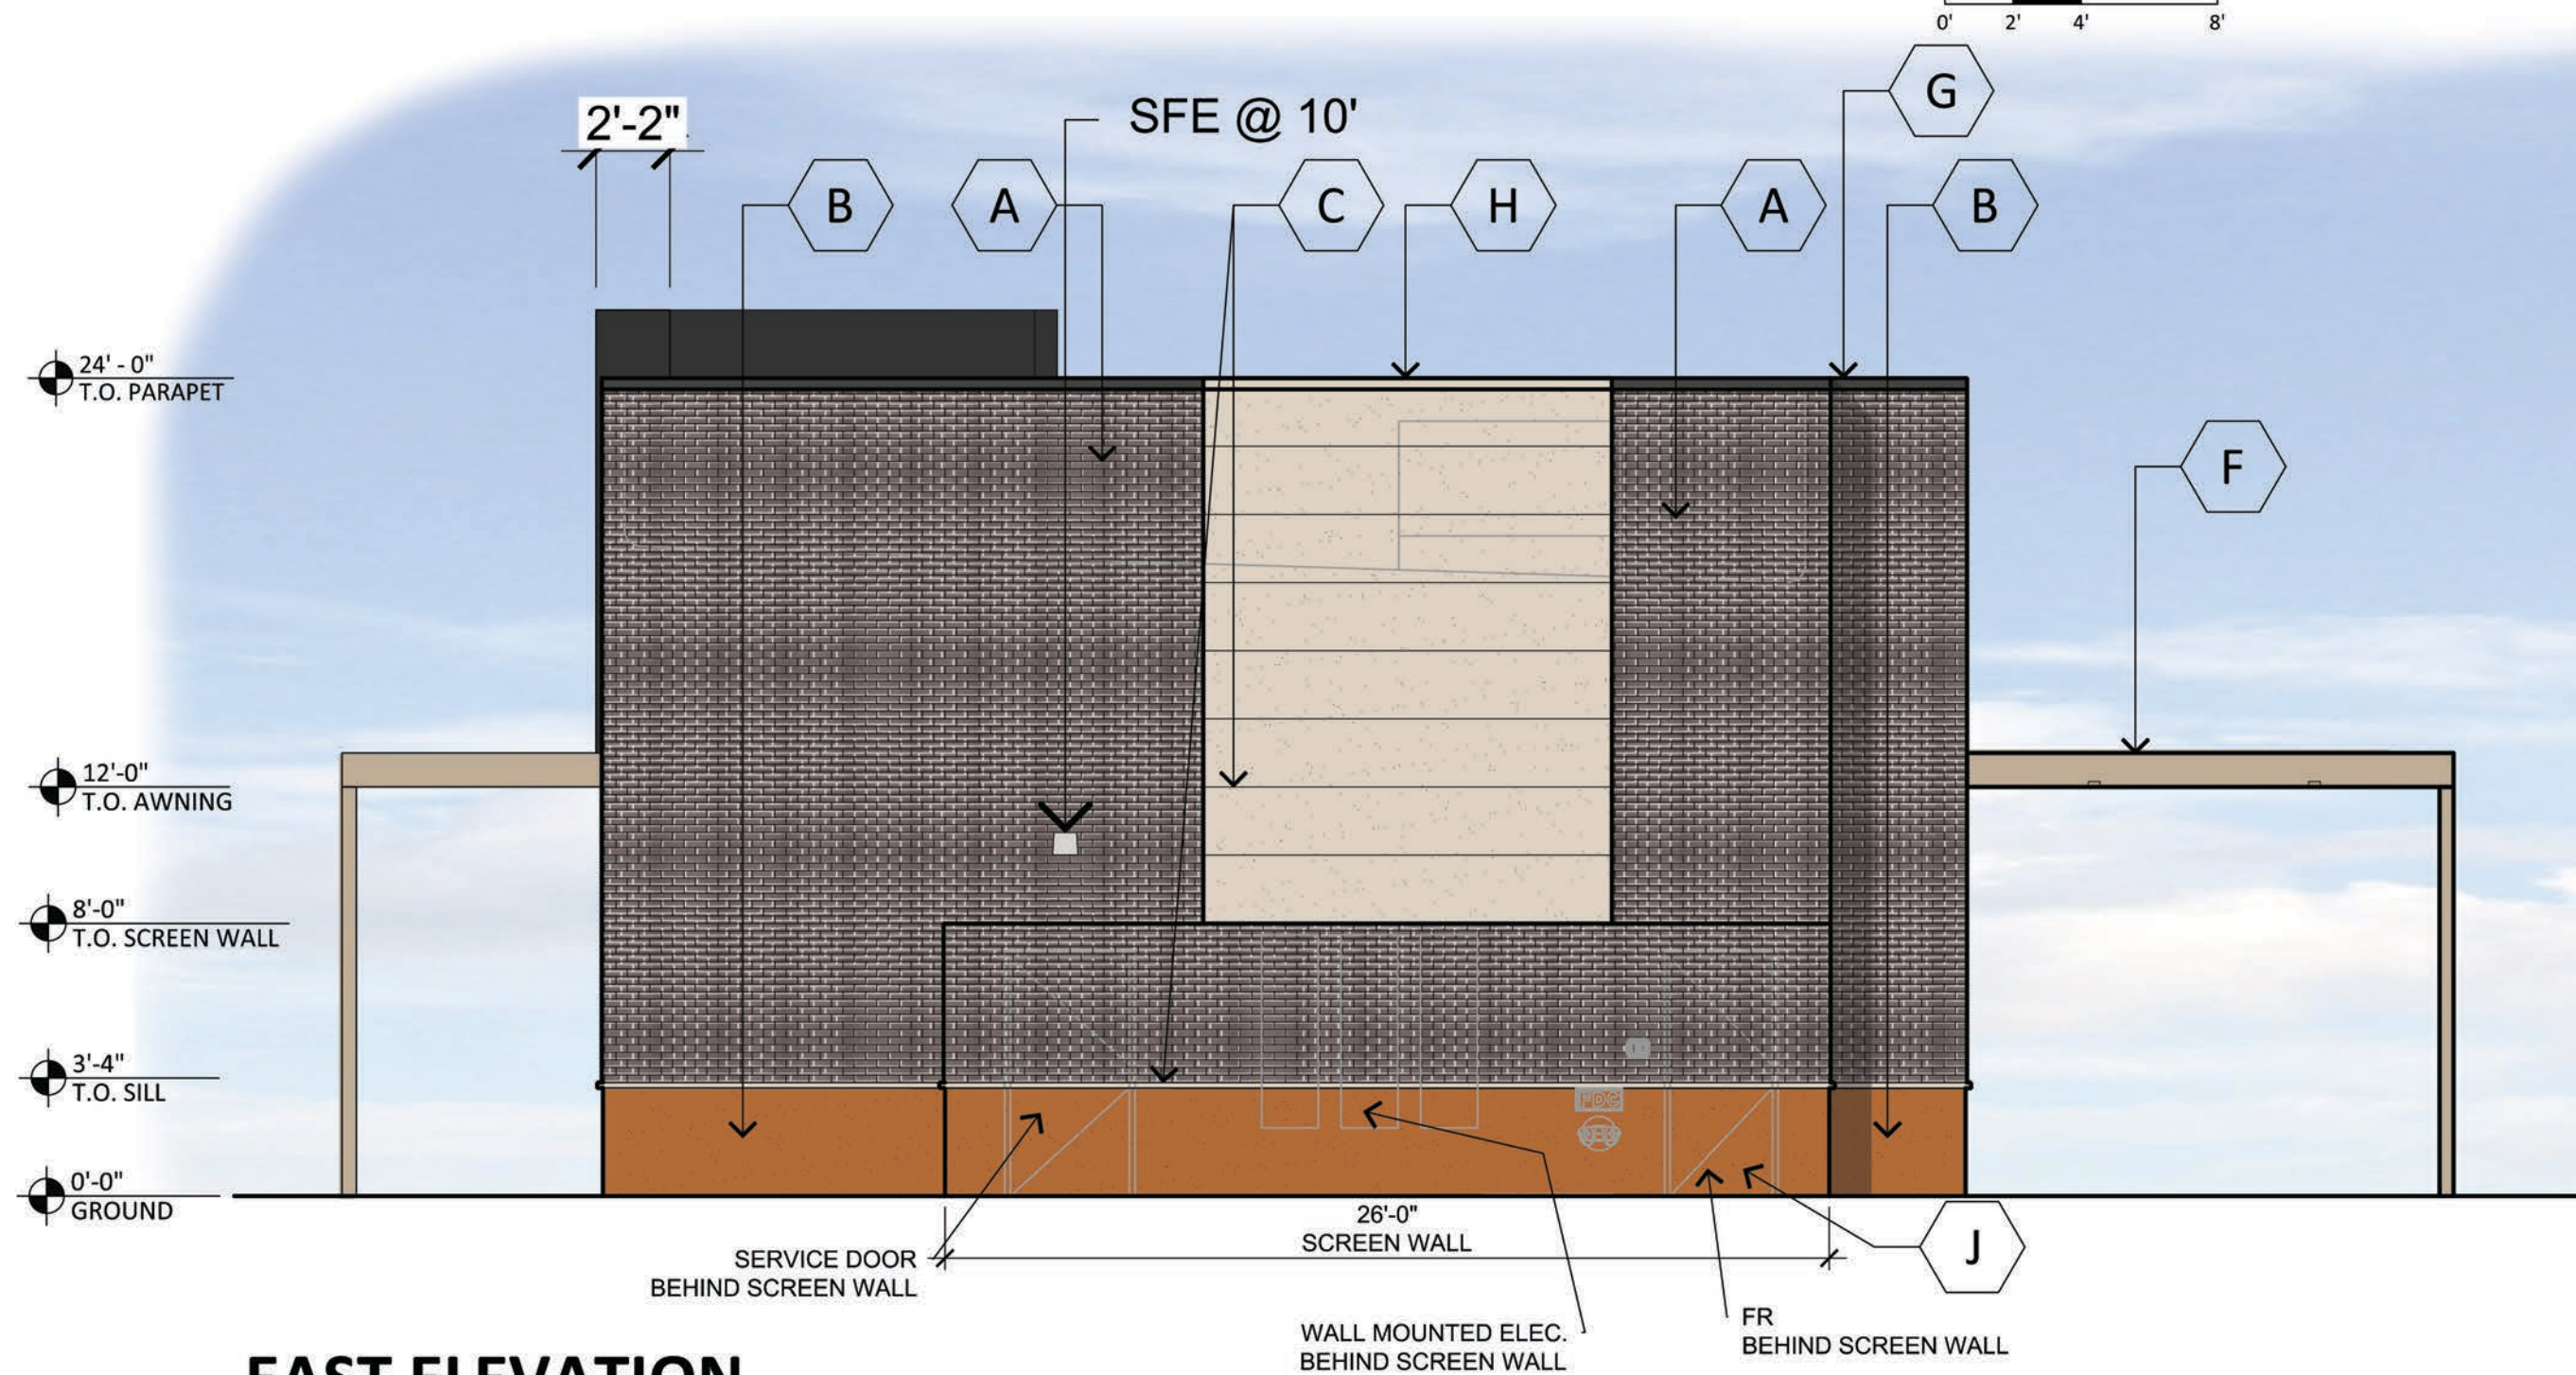 0' 2' 4' 8'
G
2'-2"
SFE @ 10'
B A C H A B
24' - 0"
T.O. PARAPET
F
12'-0"
T.O. AWNING
8'-0"
T.O. SCREEN WALL
3'-4"
T.O. SILL
FDC
0'-0"
GROUND
26'-0"
SCREEN WALL
J
SERVICE DOOR
BEHIND SCREEN WALL
WALL MOUNTED ELEC.
BEHIND SCREEN WALL
FR
BEHIND SCREEN WALL
EAST ELEVATION